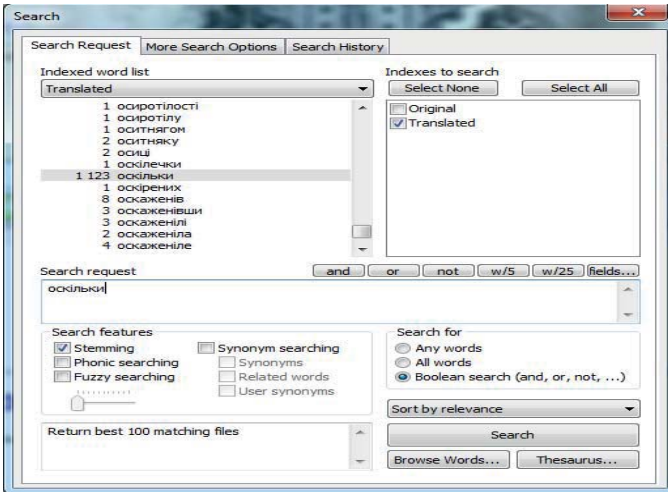 Search
Search Request More Search Options Search History
Indexed word list
Translated
1 осиротілості
1 осиротілу
1 оситнягом
2 оситняку
2 осиці
1 оскілечки
1 123 оскільки
1 оскірених
8 оскаженів
3 оскаженівши
3 оскаженілі
2 оскаженіла
4 оскаженіле
Indexes to search
Select None Select All
Original
Translated
Search request
and or not w/5 w/25 fields...
оскільки
Search features
Stemming Synonym searching
Phonic searching Synonyms
Fuzzy searching Related words
User synonyms
Search for
Any words
All words
Boolean search (and, or, not, ...)
Sort by relevance
Return best 100 matching files
Search
Browse Words... Thesaurus...